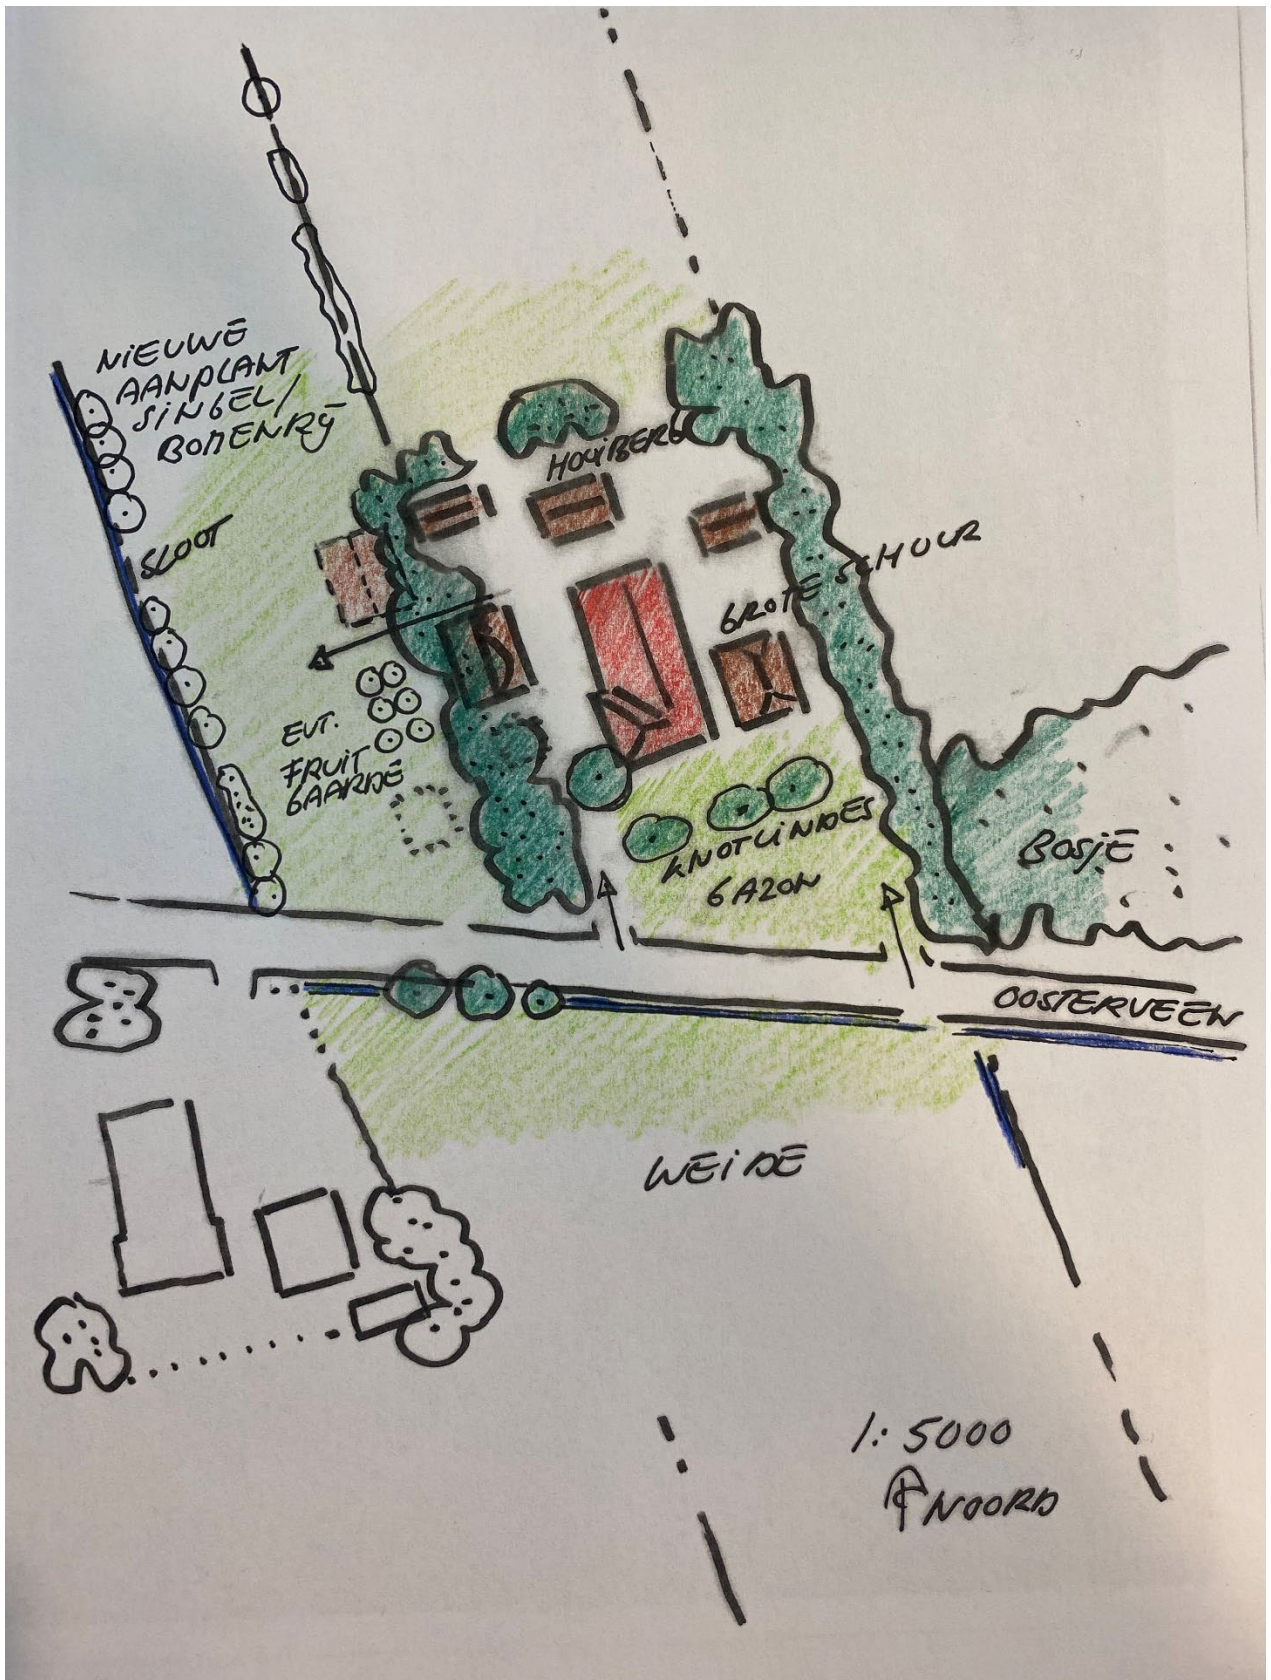 NIEUWE
AANPLANT
SINGEL/
BOMENRIJ
HOOIBERG
SLOOT
GROTE SCHUUR
EVT.
FRUIT
GAARDE
KNOTLINDES
GAZON
BOSJE
OOSTERVEEN
WEIDE
1:5000
NOORD